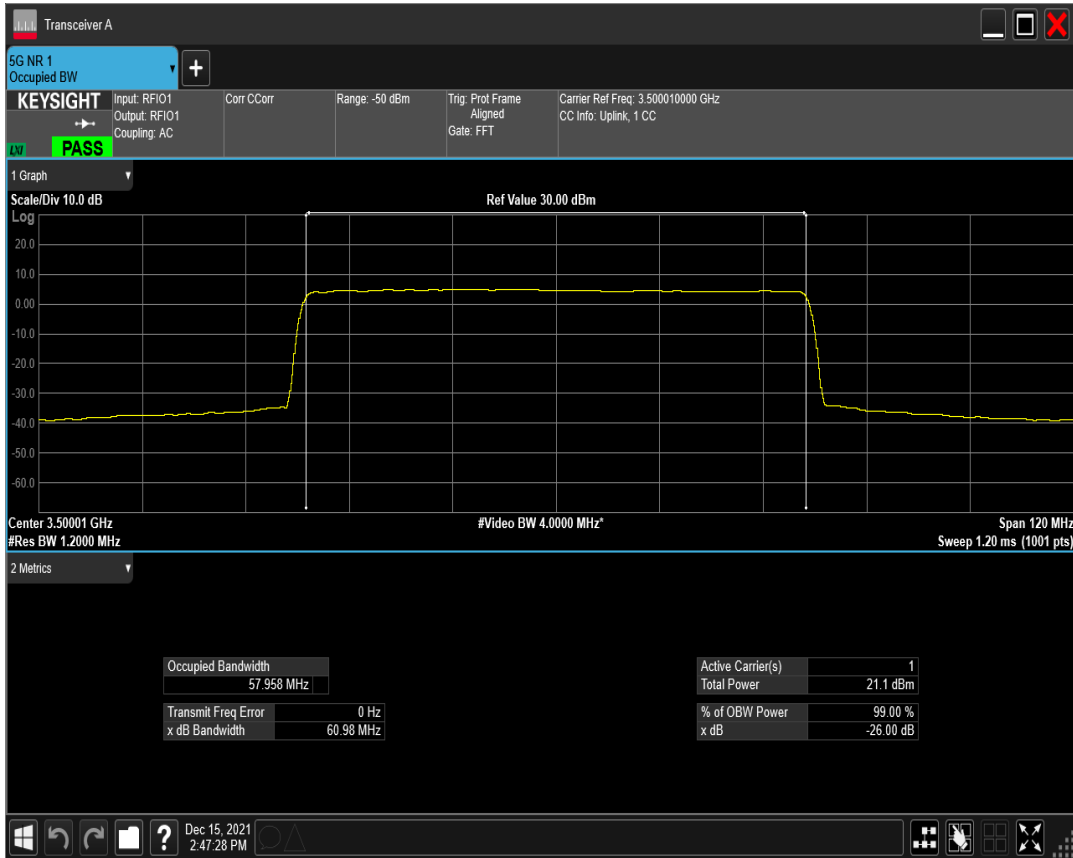 Transceiver A
5G NR 1
Occupied BW
KEYSIGHT
LXI
PASS
Input: RFIO1
Output: RFIO1
Coupling: AC
Corr CCorr
Range: -50 dBm
Trig: Prot Frame
Aligned
Gate: FFT
Carrier Ref Freq: 3.500010000 GHz
CC Info: Uplink, 1 CC
1 Graph
Scale/Div 10.0 dB
Ref Value 30.00 dBm
Log
20.0
10.0
0.00
-10.0
-20.0
-30.0
-40.0
-50.0
-60.0
Center 3.50001 GHz
#Video BW 4.0000 MHz*
Span 120 MHz
#Res BW 1.2000 MHz
Sweep 1.20 ms (1001 pts)
2 Metrics
Occupied Bandwidth
57.958 MHz
Transmit Freq Error 0 Hz
x dB Bandwidth 60.98 MHz
Active Carrier(s) 1
Total Power 21.1 dBm
% of OBW Power 99.00 %
x dB -26.00 dB
?
Dec 15, 2021
2:47:28 PM